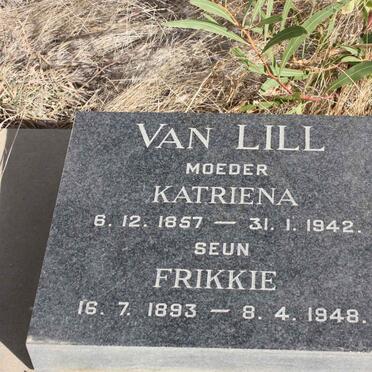 VAN LILL
MOEDER
KATRIENA
6. 12. 1857 — 31. 1. 1942.
SEUN
FRIKKIE
16. 7. 1893 — 8. 4. 1948.